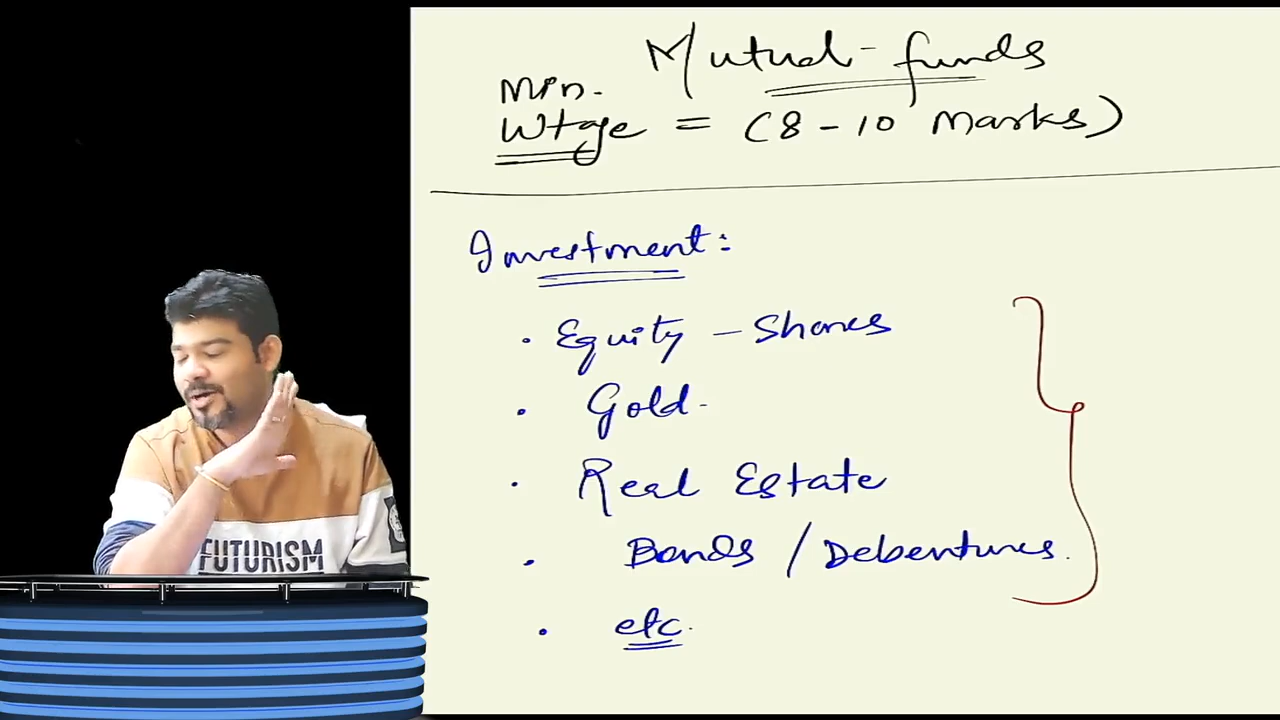 Mutual-funds
Min.
Wtge = (8-10 Marks)
Investment:
• Equity - Shares
• Gold.
• Real Estate
• Bonds / Debentures.
• etc.
FUTURISM